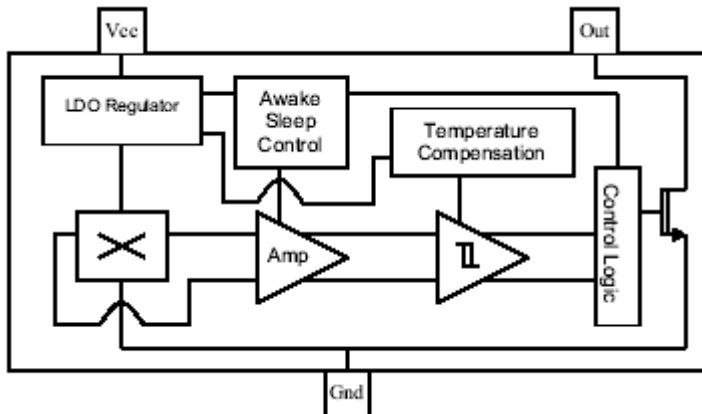 Vcc
Out
LDO Regulator
Awake
Sleep
Control
Temperature
Compensation
Control Logic
Amp
Gnd